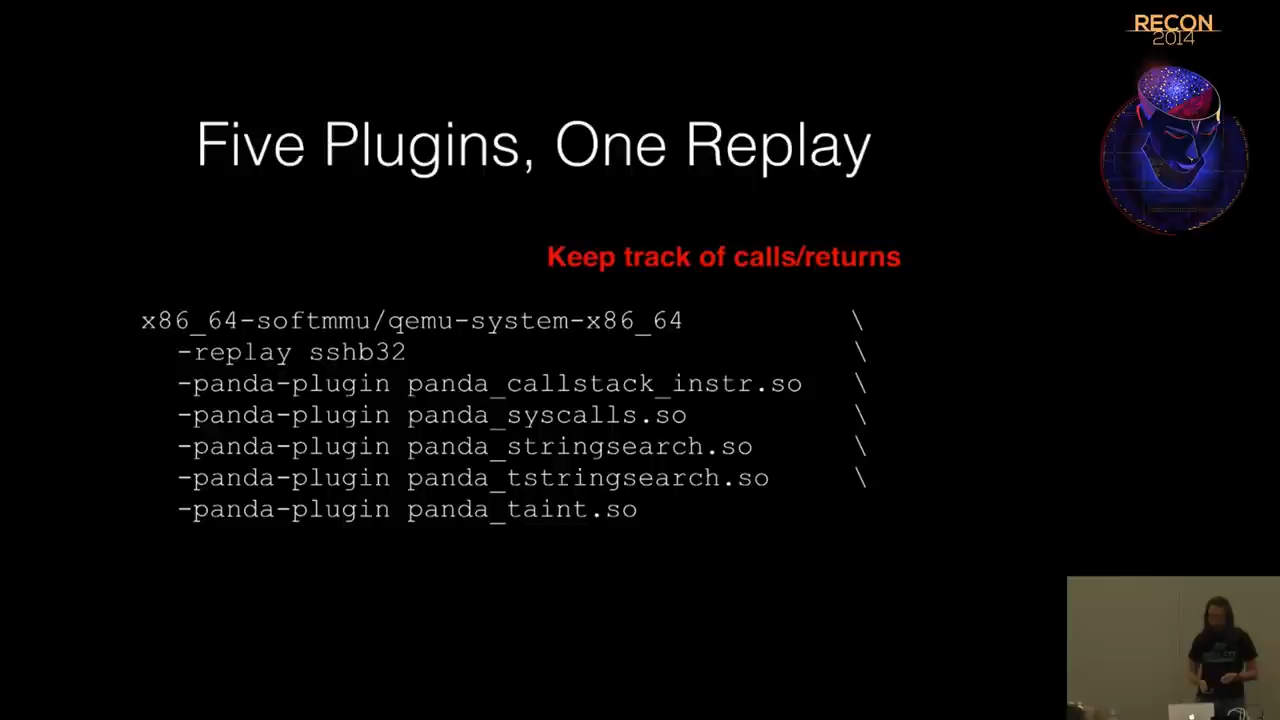 RECON
2014
Five Plugins, One Replay
Keep track of calls/returns
x86_64-softmmu/qemu-system-x86_64 \
-replay sshb32 \
-panda-plugin panda_callstack_instr.so \
-panda-plugin panda_syscalls.so \
-panda-plugin panda_stringsearch.so \
-panda-plugin panda_tstringsearch.so \
-panda-plugin panda_taint.so